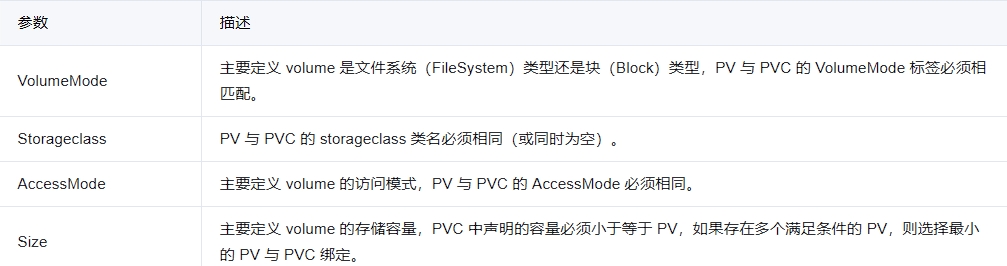 参数 描述
VolumeMode
主要定义 volume 是文件系统（FileSystem）类型还是块（Block）类型，PV 与 PVC 的 VolumeMode 标签必须相
匹配。
Storageclass
PV 与 PVC 的 storageclass 类名必须相同（或同时为空）。
AccessMode
主要定义 volume 的访问模式，PV 与 PVC 的 AccessMode 必须相同。
Size
主要定义 volume 的存储容量，PVC 中声明的容量必须小于等于 PV，如果存在多个满足条件的 PV，则选择最小
的 PV 与 PVC 绑定。